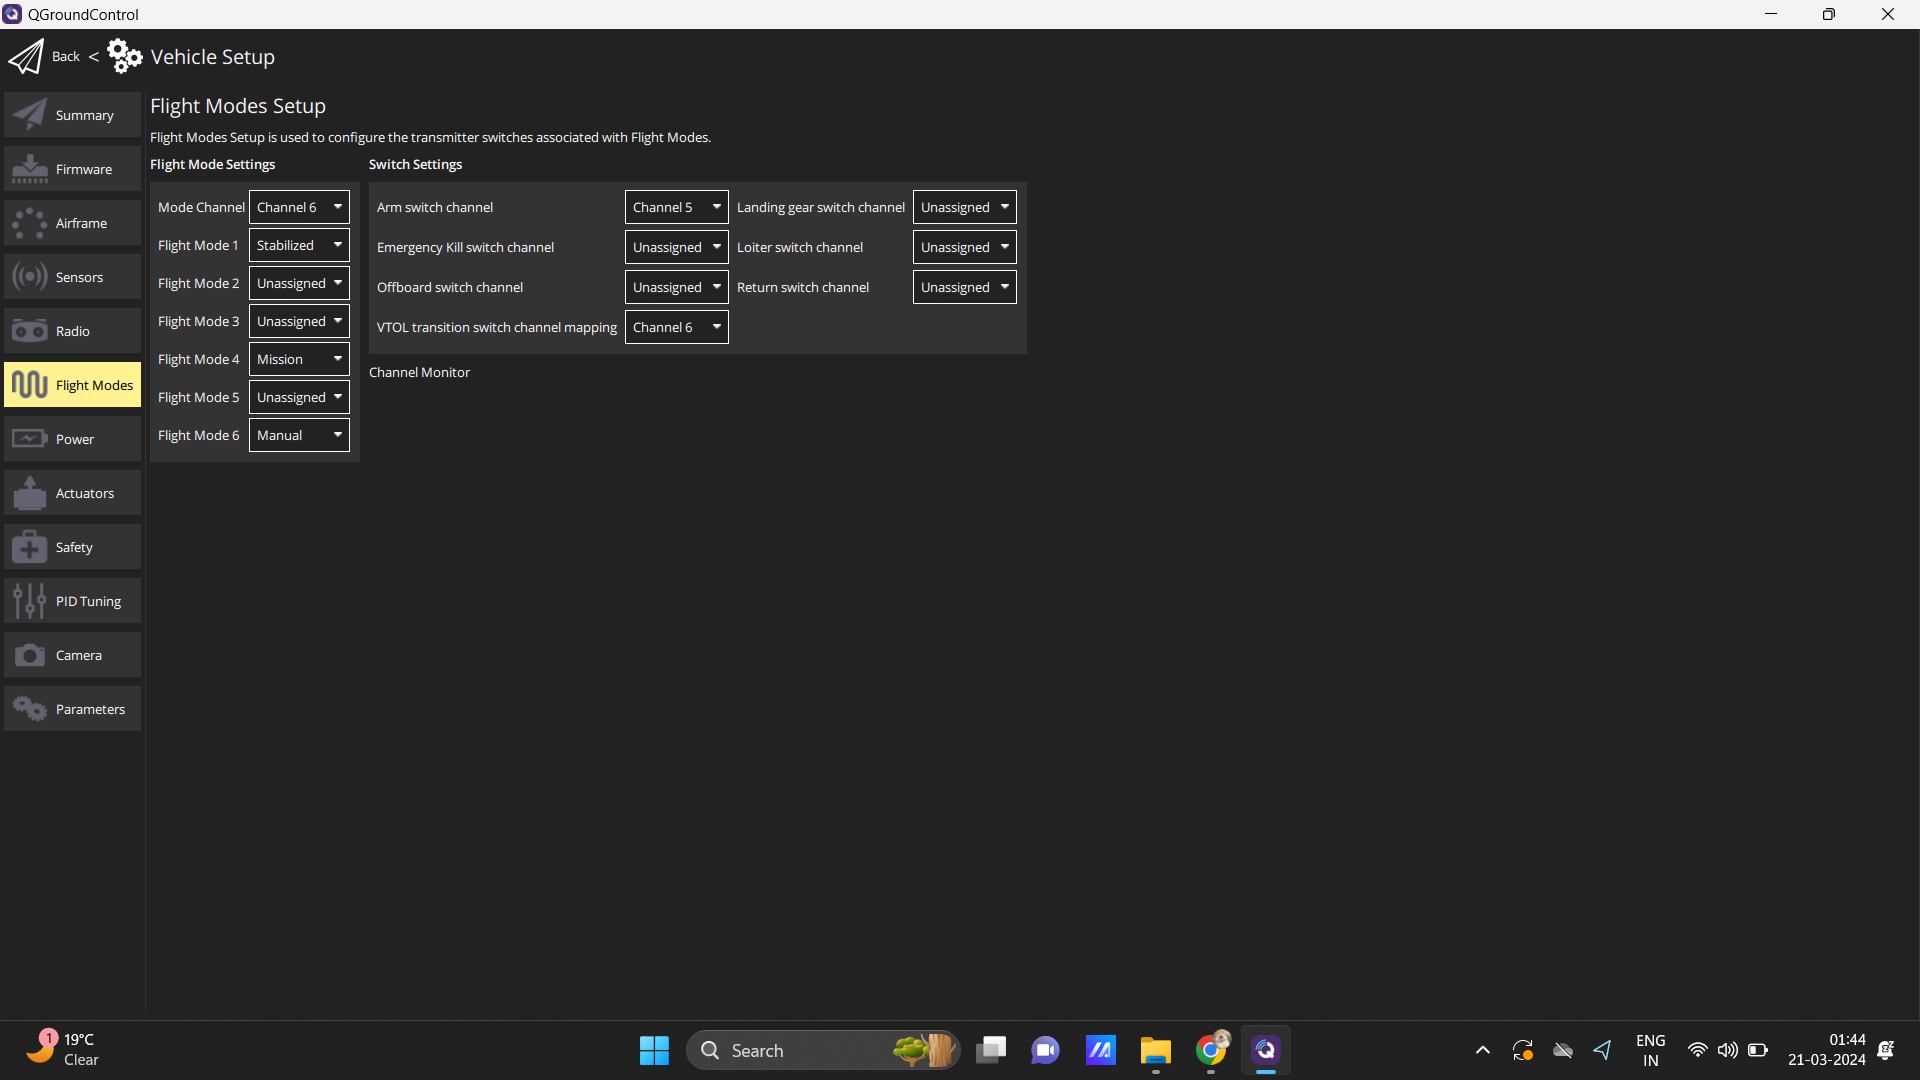 QGroundControl
Back < Vehicle Setup
Summary
Firmware
Airframe
Sensors
Radio
Flight Modes
Power
Actuators
Safety
PID Tuning
Camera
Parameters
Flight Modes Setup
Flight Modes Setup is used to configure the transmitter switches associated with Flight Modes.
Flight Mode Settings
Mode Channel Channel 6
Flight Mode 1 Stabilized
Flight Mode 2 Unassigned
Flight Mode 3 Unassigned
Flight Mode 4 Mission
Flight Mode 5 Unassigned
Flight Mode 6 Manual
Switch Settings
Arm switch channel Channel 5 Landing gear switch channel Unassigned
Emergency Kill switch channel Unassigned Loiter switch channel Unassigned
Offboard switch channel Unassigned Return switch channel Unassigned
VTOL transition switch channel mapping Channel 6
Channel Monitor
1
19°C
Clear
Search
ENG
IN
01:44
21-03-2024